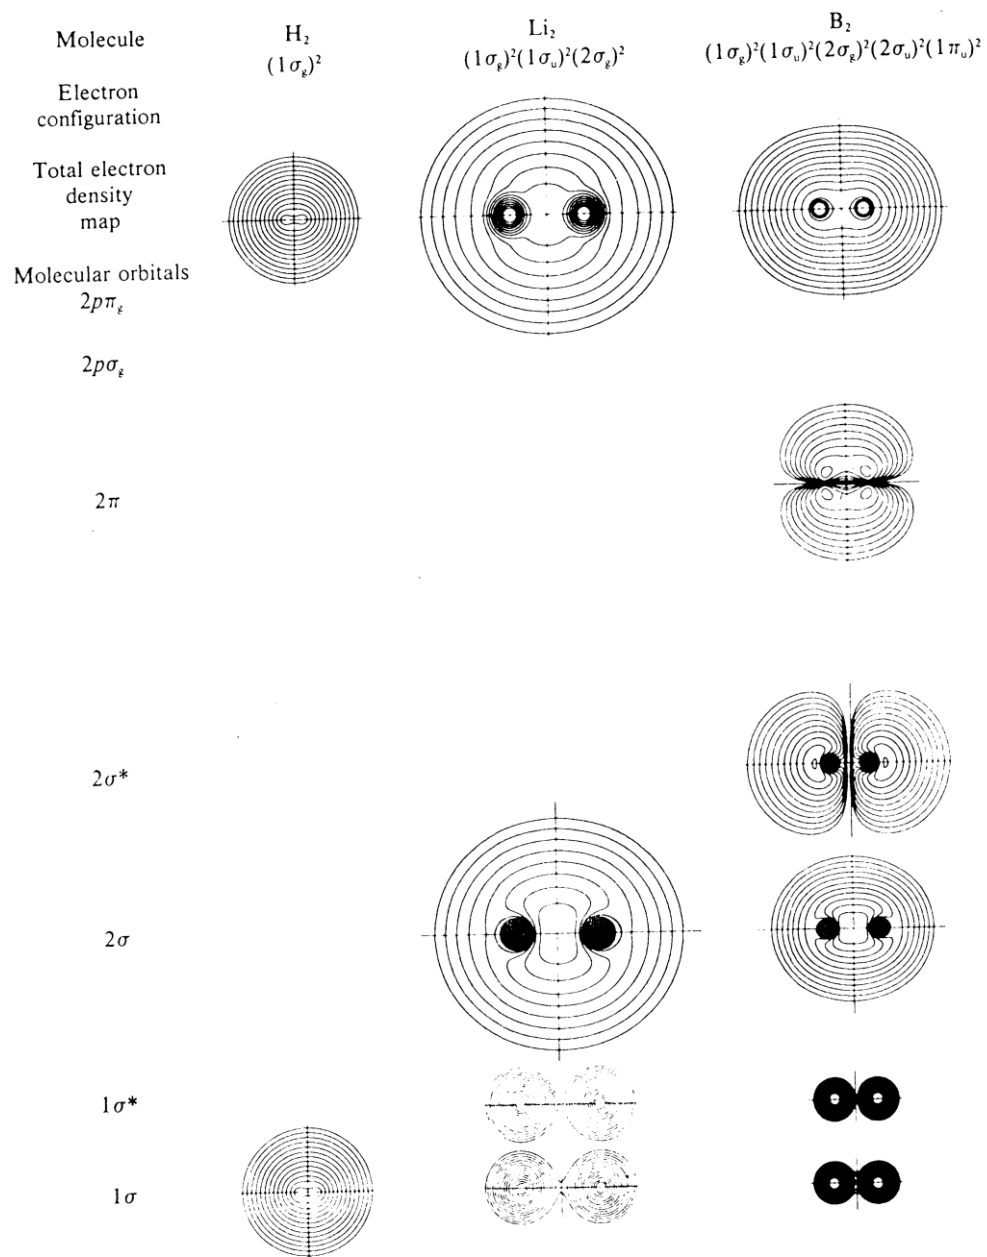 Molecule
H₂
Li₂
B₂
(1σg)²
(1σg)²(1σu)²(2σg)²
(1σg)²(1σu)²(2σg)²(2σu)²(1πu)²
Electron
configuration
Total electron
density
map
Molecular orbitals
2pπg
2pσg
2π
2σ*
2σ
1σ*
1σ